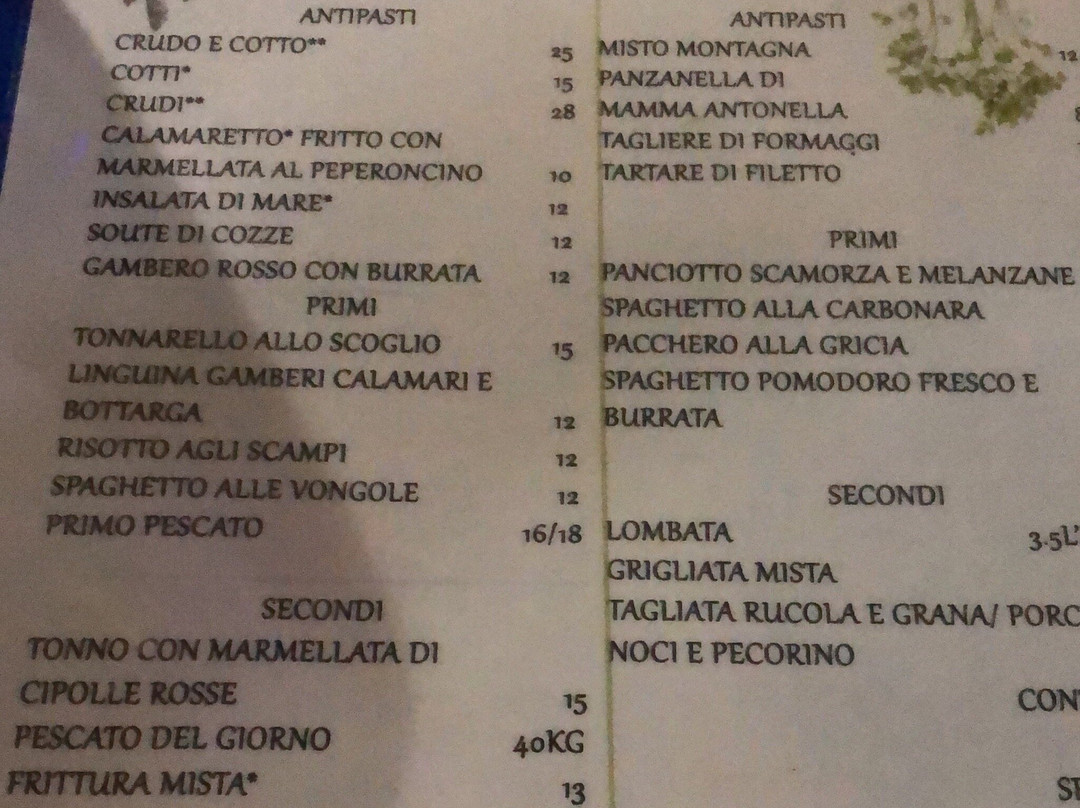 ANTIPASTI
CRUDO E COTTO** 25
COTTI* 15
CRUDI** 28
CALAMARETTO* FRITTO CON
MARMELLATA AL PEPERONCINO 10
INSALATA DI MARE* 12
SOUTE DI COZZE 12
GAMBERO ROSSO CON BURRATA 12
PRIMI
TONNARELLO ALLO SCOGLIO 15
LINGUINA GAMBERI CALAMARI E
BOTTARGA 12
RISOTTO AGLI SCAMPI 12
SPAGHETTO ALLE VONGOLE 12
PRIMO PESCATO 16/18
SECONDI
TONNO CON MARMELLATA DI
CIPOLLE ROSSE 15
PESCATO DEL GIORNO 40KG
FRITTURA MISTA* 13
ANTIPASTI
MISTO MONTAGNA 12
PANZANELLA DI
MAMMA ANTONELLA
TAGLIERE DI FORMAGGI
TARTARE DI FILETTO
PRIMI
PANCIOTTO SCAMORZA E MELANZANE
SPAGHETTO ALLA CARBONARA
PACCHERO ALLA GRICIA
SPAGHETTO POMODORO FRESCO E
BURRATA
SECONDI
LOMBATA 3.5L'
GRIGLIATA MISTA
TAGLIATA RUCOLA E GRANA/ PORC
NOCI E PECORINO
CON